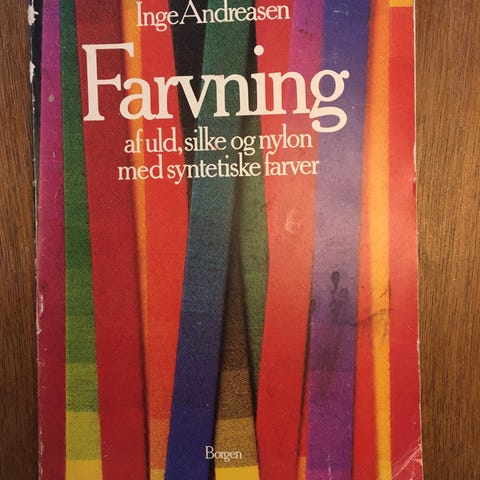 Inge Andreasen
Farvning
af uld, silke og nylon
med syntetiske farver
Borgen